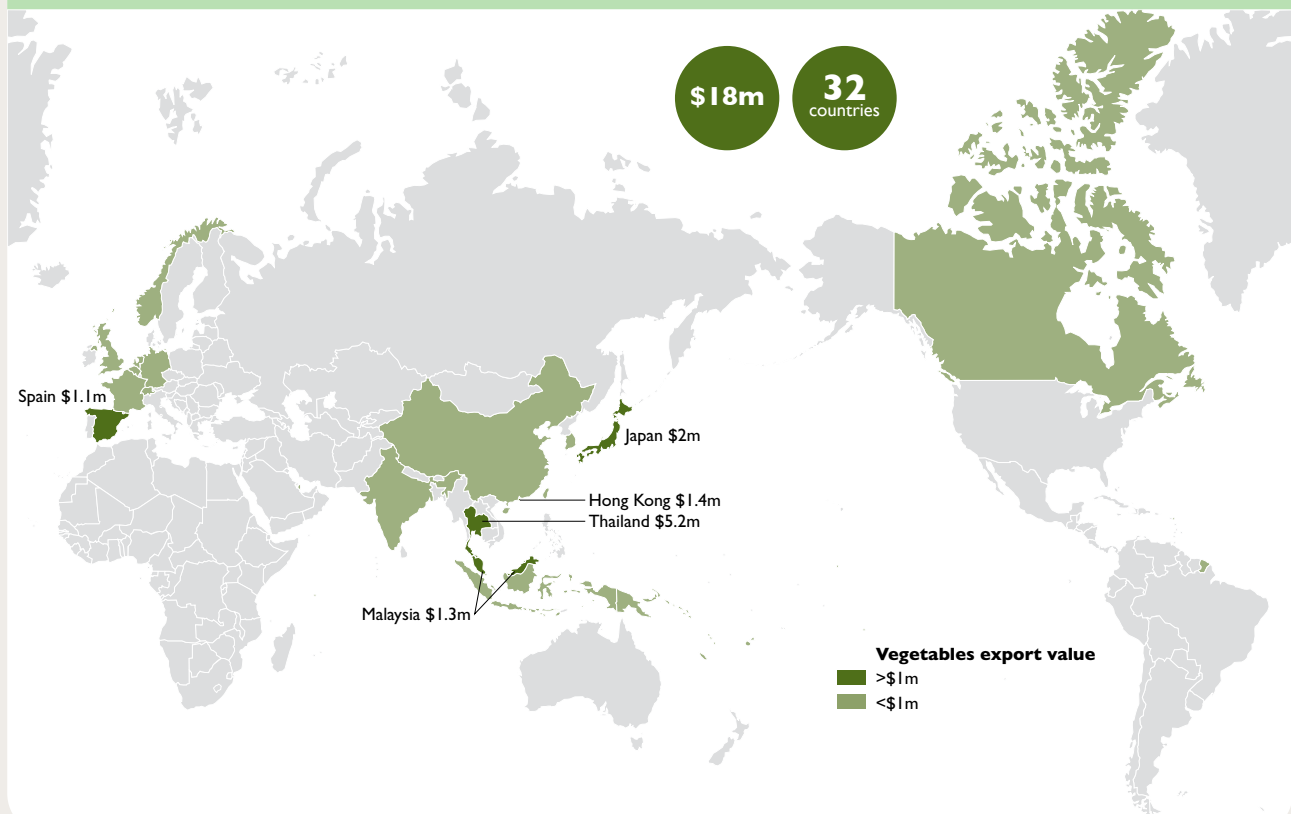 $18m
32
countries
Spain $1.1m
Japan $2m
Hong Kong $1.4m
Thailand $5.2m
Malaysia $1.3m
Vegetables export value
>$1m
<$1m